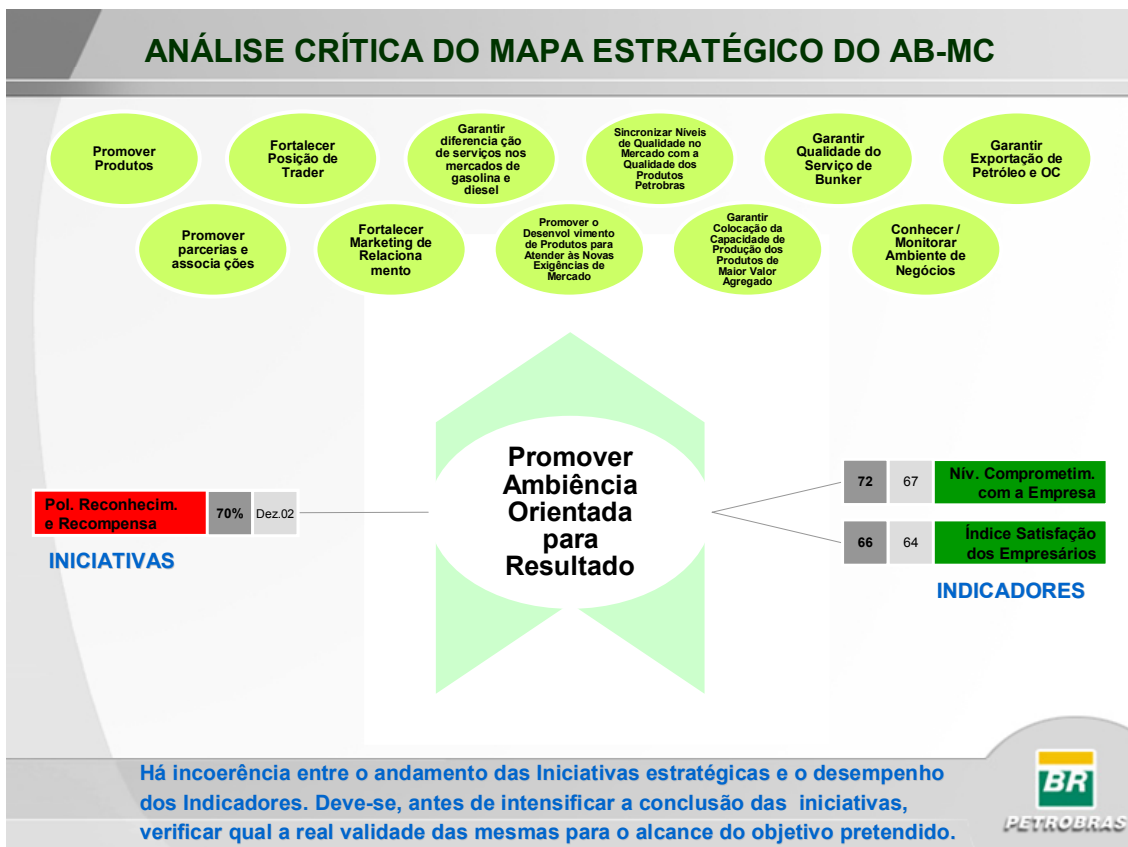 ANÁLISE CRÍTICA DO MAPA ESTRATÉGICO DO AB-MC
Promover
Produtos
Fortalecer
Posição de
Trader
Garantir
diferencia ção
de serviços nos
mercados de
gasolina e
diesel
Sincronizar Níveis
de Qualidade no
Mercado com a
Qualidade dos
Produtos
Petrobras
Garantir
Qualidade do
Serviço de
Bunker
Garantir
Exportação de
Petróleo e OC
Promover
parcerias e
associa ções
Fortalecer
Marketing de
Relaciona
mento
Promover o
Desenvol vimento
de Produtos para
Atender às Novas
Exigências de
Mercado
Garantir
Colocação da
Capacidade de
Produção dos
Produtos de
Maior Valor
Agregado
Conhecer /
Monitorar
Ambiente de
Negócios
Promover
Ambiência
Orientada
para
Resultado
Pol. Reconhecim.
e Recompensa
70%
Dez.02
INICIATIVAS
72
67
Nív. Comprometim.
com a Empresa
66
64
Índice Satisfação
dos Empresários
INDICADORES
Há incoerência entre o andamento das Iniciativas estratégicas e o desempenho
dos Indicadores. Deve-se, antes de intensificar a conclusão das iniciativas,
verificar qual a real validade das mesmas para o alcance do objetivo pretendido.
BR
PETROBRAS